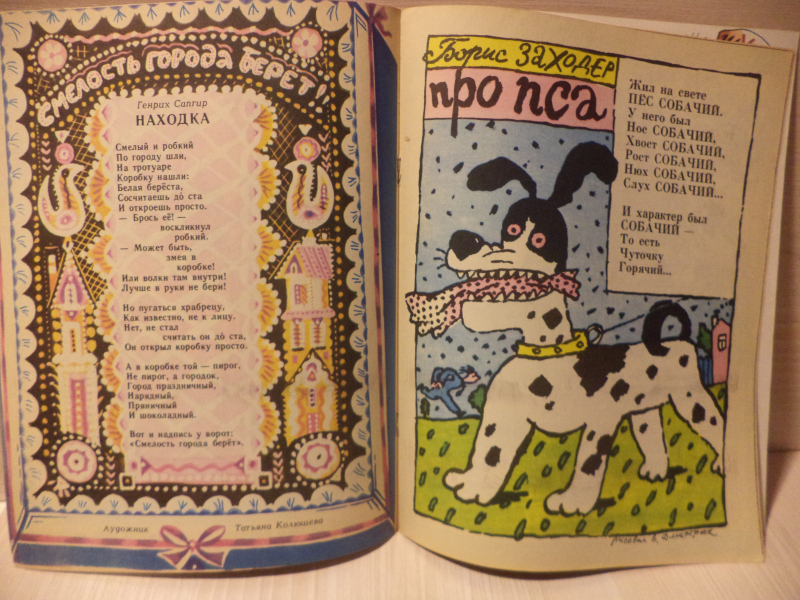 Смелость города берёт!
Генрих Сапгир
НАХОДКА
Смелый и робкий
По городу шли,
На тротуаре
Коробку нашли:
Белая берёста,
Сосчитаешь до́ ста
И откроешь просто.
— Брось её! —
воскликнул
робкий.
— Может быть,
змея в
коробке!
Или волки там внутри!
Лучше в руки не бери!
Но пугаться храбрецу,
Как известно, не к лицу.
Нет, не стал
считать он до́ ста,
Он открыл коробку просто.
А в коробке той — пирог,
Не пирог, а городок,
Город праздничный,
Нарядный,
Пряничный
И шоколадный.
Вот и надпись у ворот:
«Смелость города берёт».
Художник Татьяна Колюшева
Борис ЗАХОДЕР
про пса
Жил на свете
ПЁС СОБАЧИЙ.
У него был
Нос СОБАЧИЙ,
Хвост СОБАЧИЙ,
Рост СОБАЧИЙ,
Нюх СОБАЧИЙ,
Слух СОБАЧИЙ...
И характер был
СОБАЧИЙ —
То есть
Чуточку
Горячий...
Рисовал В. Дмитрюк